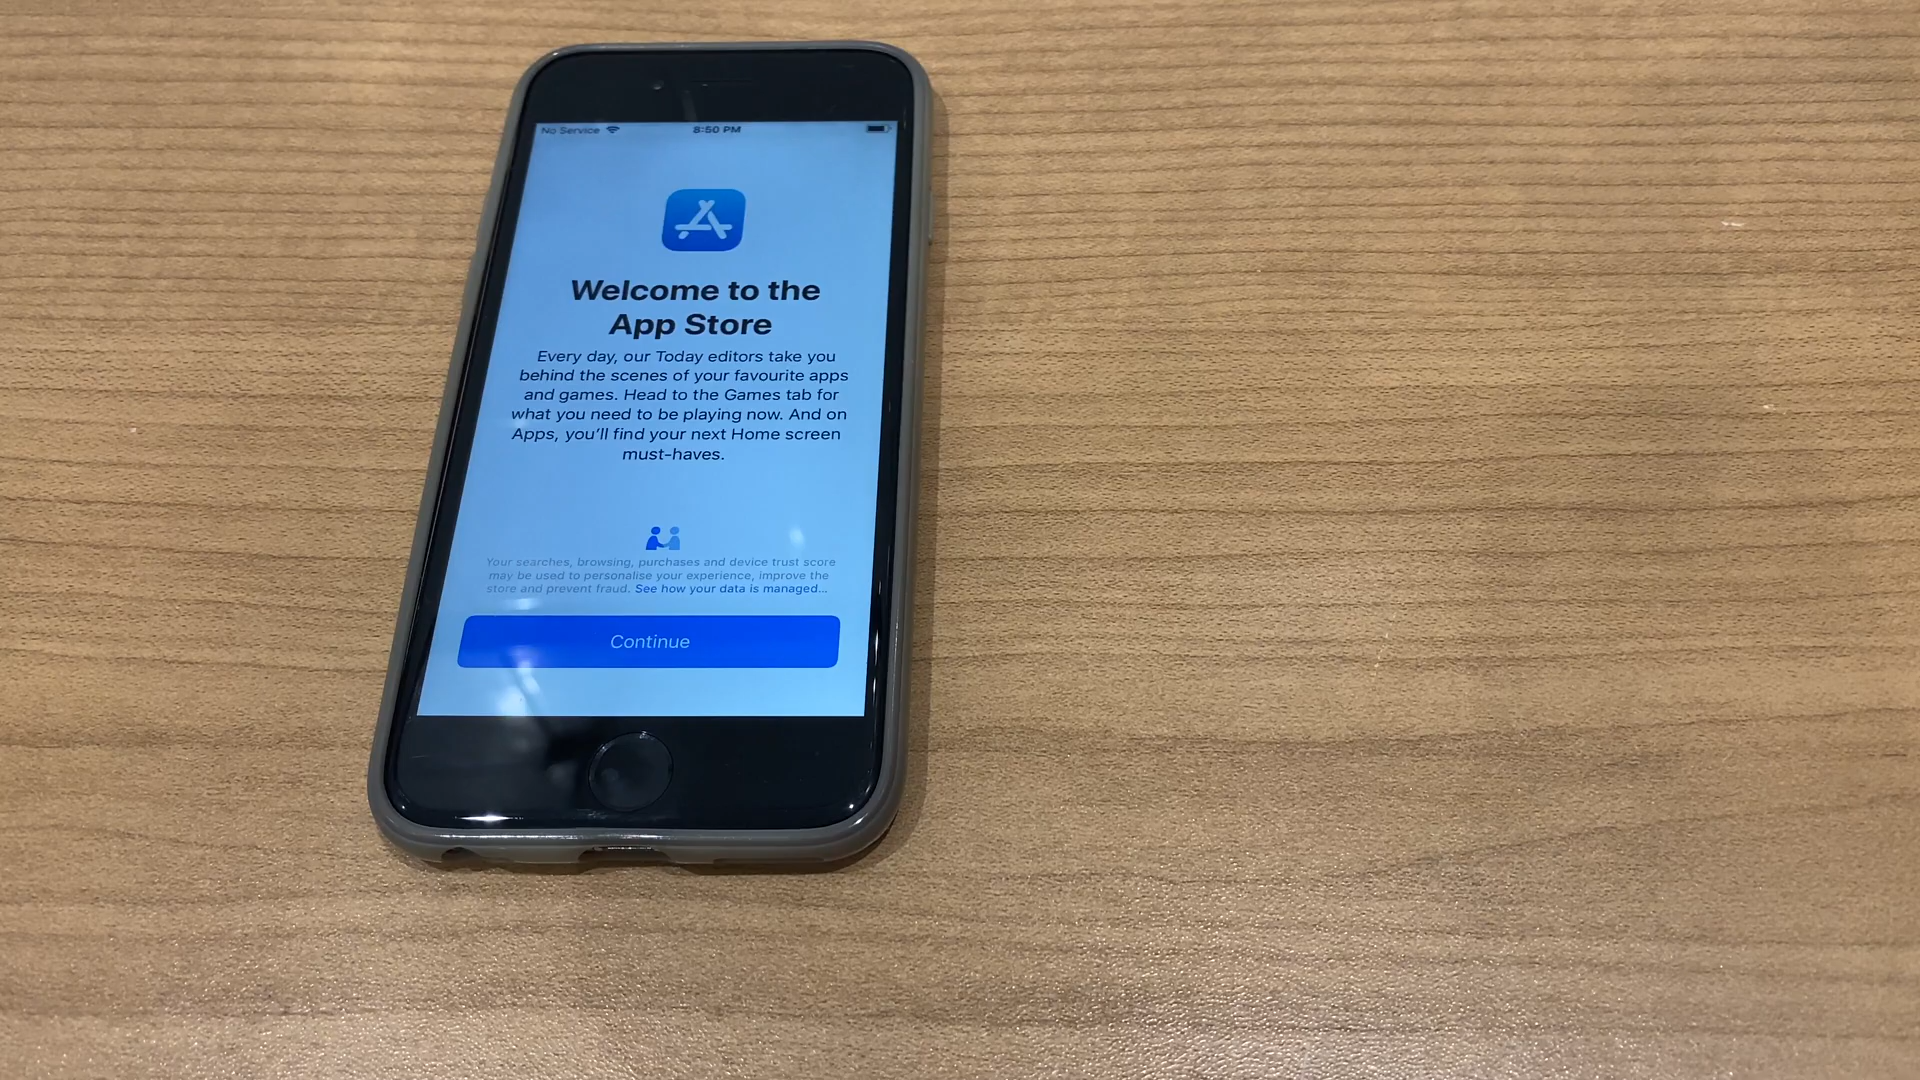 No Service 8:50 PM
Welcome to the
App Store
Every day, our Today editors take you
behind the scenes of your favourite apps
and games. Head to the Games tab for
what you need to be playing now. And on
Apps, you’ll find your next Home screen
must-haves.
Your searches, browsing, purchases and device trust score
may be used to personalise your experience, improve the
store and prevent fraud. See how your data is managed...
Continue